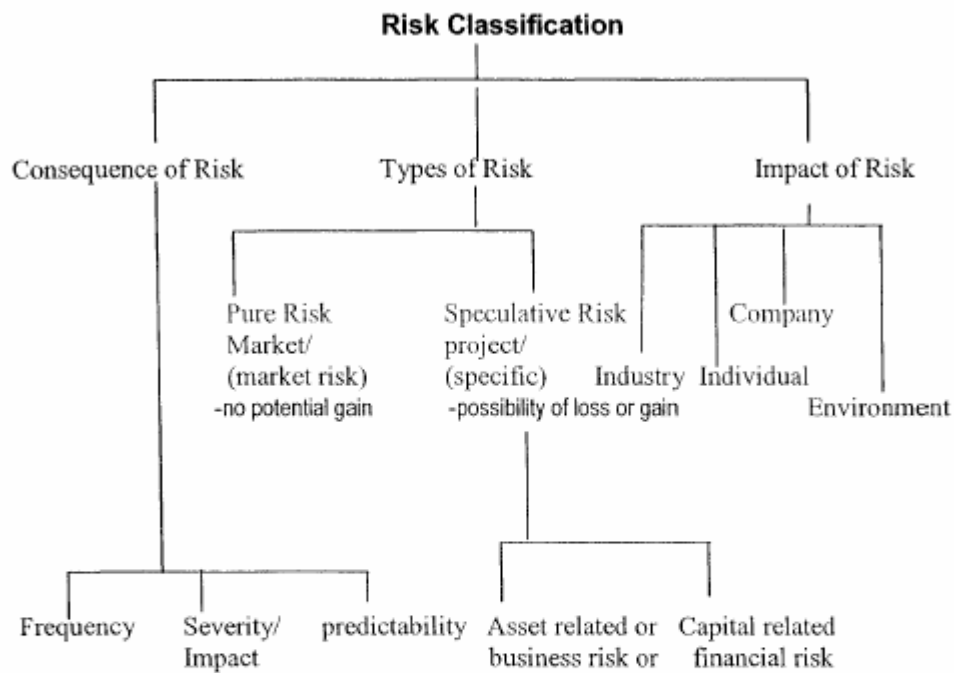 Risk Classification
Consequence of Risk
Types of Risk
Impact of Risk
Pure Risk
Market/
(market risk)
-no potential gain
Speculative Risk
project/
(specific)
-possibility of loss or gain
Industry
Individual
Company
Environment
Frequency
Severity/
Impact
predictability
Asset related or
business risk or
Capital related
financial risk